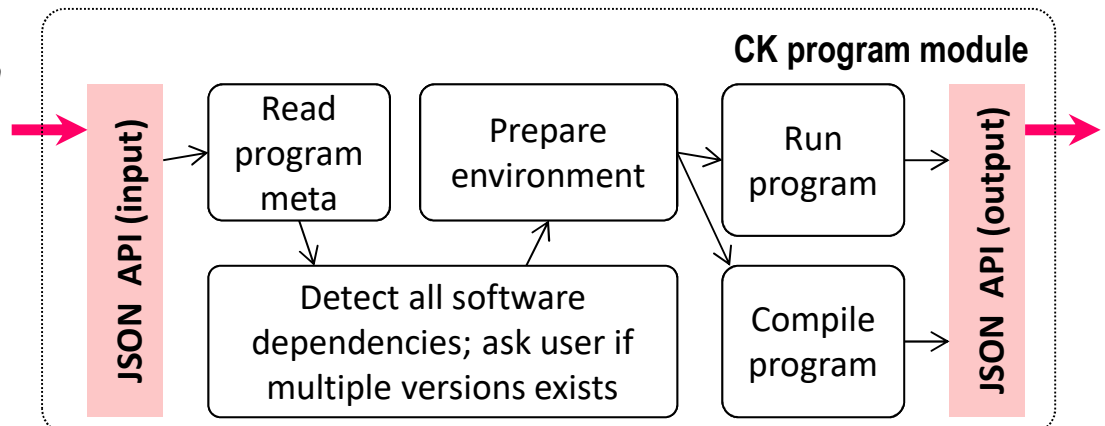 CK program module
JSON API (input)
Read
program
meta
Detect all software
dependencies; ask user if
multiple versions exists
Prepare
environment
Run
program
Compile
program
JSON API (output)